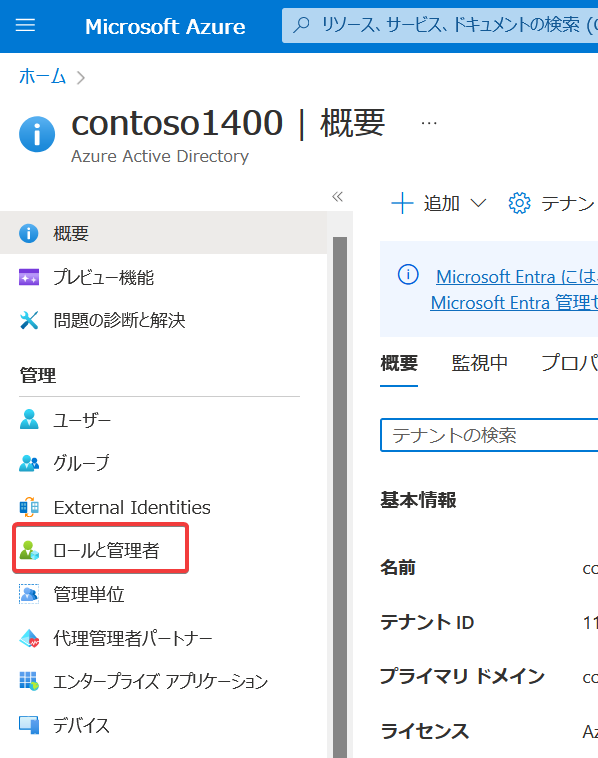 Microsoft Azure
リソース、サービス、ドキュメントの検索
ホーム
contoso1400 | 概要
...
Azure Active Directory
追加
テナン
概要
プレビュー機能
問題の診断と解決
管理
ユーザー
グループ
External Identities
ロールと管理者
管理単位
代理管理者パートナー
エンタープライズ アプリケーション
デバイス
Microsoft Entra には
Microsoft Entra 管理
概要
監視中
プロパ
テナントの検索
基本情報
名前
co
テナント ID
11
プライマリ ドメイン
co
ライセンス
Az